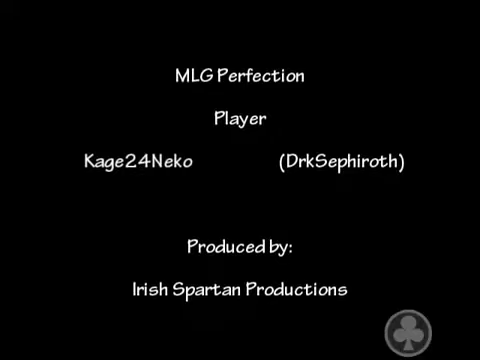 MLG Perfection
Player
Kage24Neko (DrkSephiroth)
Produced by:
Irish Spartan Productions